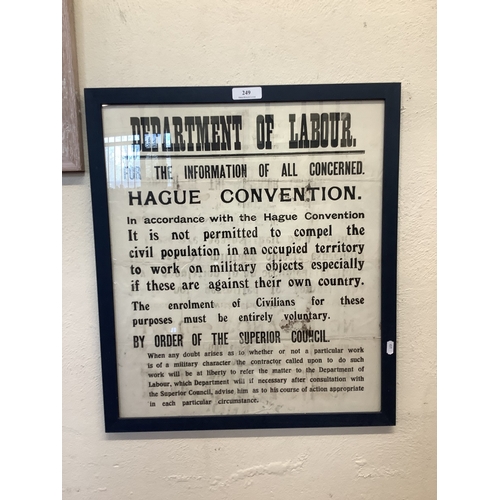 249
DEPARTMENT OF LABOUR.
FOR THE INFORMATION OF ALL CONCERNED.
HAGUE CONVENTION.
In accordance with the Hague Convention
It is not permitted to compel the
civil population in an occupied territory
to work on military objects especially
if these are against their own country.
The enrolment of Civilians for these
purposes must be entirely voluntary.
BY ORDER OF THE SUPERIOR COUNCIL.
When any doubt arises as to whether or not a particular work
is of a military character the contractor called upon to do such
work will be at liberty to refer the matter to the Department of
Labour, which Department will if necessary after consultation with
the Superior Council, advise him as to his course of action appropriate
in each particular circumstance.